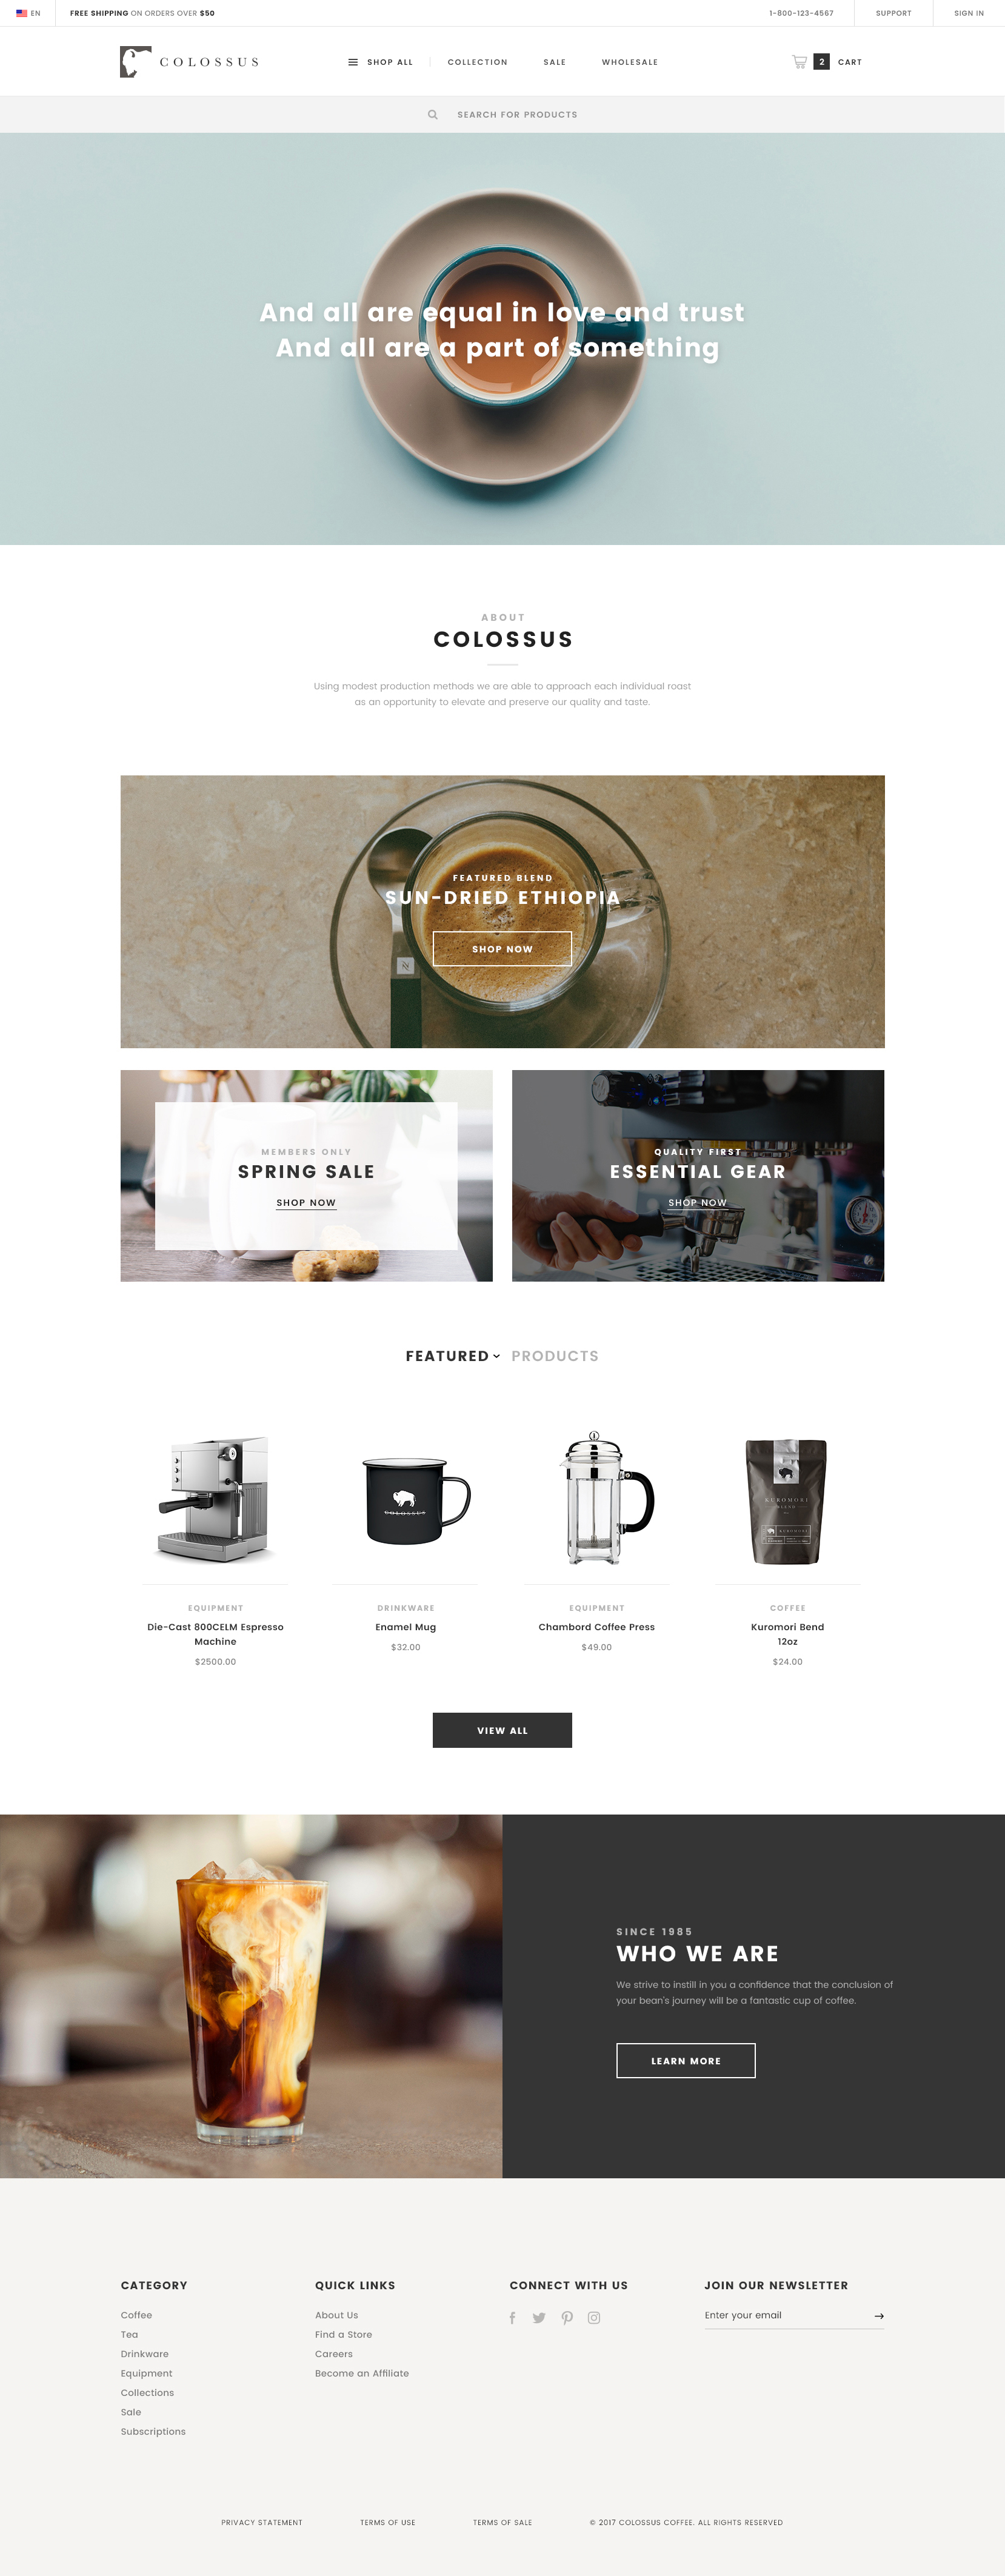 EN
FREE SHIPPING ON ORDERS OVER $50
1-800-123-4567
SUPPORT
SIGN IN
COLOSSUS
SHOP ALL
COLLECTION
SALE
WHOLESALE
2
CART
SEARCH FOR PRODUCTS
And all are equal in love and trust
And all are a part of something
ABOUT
COLOSSUS
Using modest production methods we are able to approach each individual roast
as an opportunity to elevate and preserve our quality and taste.
FEATURED BLEND
SUN-DRIED ETHIOPIA
SHOP NOW
MEMBERS ONLY
SPRING SALE
SHOP NOW
QUALITY FIRST
ESSENTIAL GEAR
SHOP NOW
FEATURED PRODUCTS
COLOSSUS
KUROMORI
BLEND
KUROMORI
EQUIPMENT
Die-Cast 800CELM Espresso
Machine
$2500.00
DRINKWARE
Enamel Mug
$32.00
EQUIPMENT
Chambord Coffee Press
$49.00
COFFEE
Kuromori Bend
12oz
$24.00
VIEW ALL
SINCE 1985
WHO WE ARE
We strive to instill in you a confidence that the conclusion of
your bean's journey will be a fantastic cup of coffee.
LEARN MORE
CATEGORY
Coffee
Tea
Drinkware
Equipment
Collections
Sale
Subscriptions
QUICK LINKS
About Us
Find a Store
Careers
Become an Affiliate
CONNECT WITH US
JOIN OUR NEWSLETTER
Enter your email
PRIVACY STATEMENT
TERMS OF USE
TERMS OF SALE
© 2017 COLOSSUS COFFEE. ALL RIGHTS RESERVED